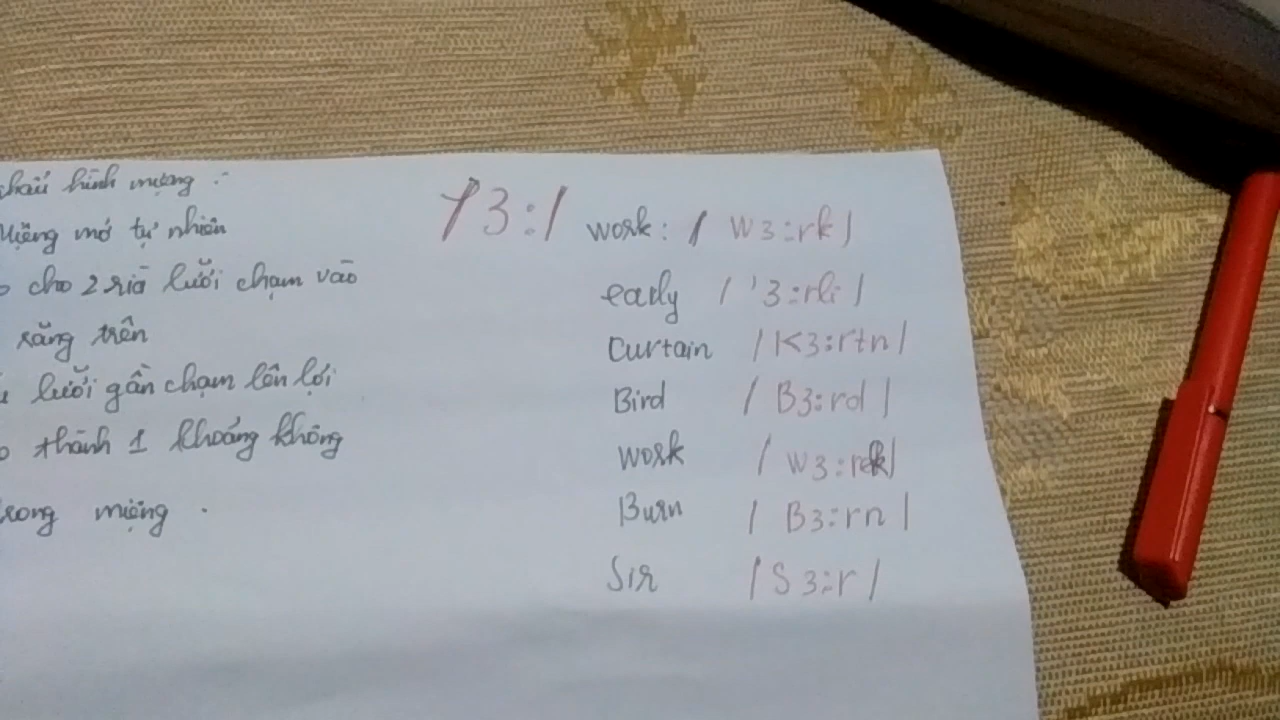 khẩu hình miệng :
Miệng mở tự nhiên
cho 2 rìa lưỡi chạm vào
răng trên
lưỡi gần chạm lên lợi
thành 1 khoảng không
trong miệng .
/3:/
work: / w3:rk/
early / '3:rli /
Curtain /K3:rtn/
Bird / B3:rd /
work / w3:rk/
Burn / B3:rn /
Sir / S3:r /